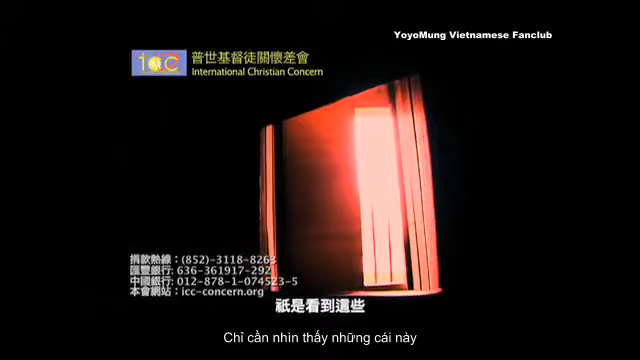 YoyoMung Vietnamese Fanclub
icc 普世基督徒關懷差會
International Christian Concern
捐款熱線：(852)-3118-8263
匯豐銀行: 636-361917-292
中國銀行: 012-878-1-074523-5
本會網站：icc-concern.org
祇是看到這些
Chỉ cần nhìn thấy những cái này